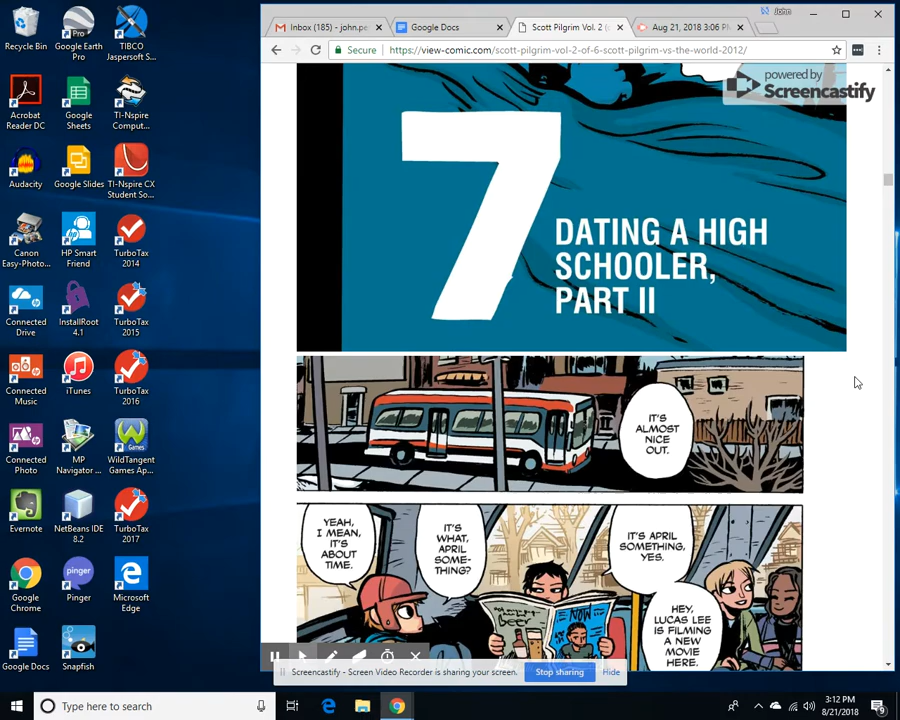 Recycle Bin
Google Earth
Pro
TIBCO
Jaspersoft S...
Acrobat
Reader DC
Google
Sheets
TI-Nspire
Comput...
Audacity
Google Slides
TI-Nspire CX
Student So...
Canon
Easy-Photo...
HP Smart
Friend
TurboTax
2014
Connected
Drive
InstallRoot
4.1
TurboTax
2015
Connected
Music
iTunes
TurboTax
2016
Connected
Photo
MP
Navigator ...
WildTangent
Games Ap...
Evernote
NetBeans IDE
8.2
TurboTax
2017
Google
Chrome
Pinger
Microsoft
Edge
Google Docs
Snapfish
John
Inbox (185) - john.pe
Google Docs
Scott Pilgrim Vol. 2 (
Aug 21, 2018 3:06 P
Secure
https://view-comic.com/scott-pilgrim-vol-2-of-6-scott-pilgrim-vs-the-world-2012/
powered by
Screencastify
7
DATING A HIGH
SCHOOLER,
PART II
IT'S
ALMOST
NICE
OUT.
YEAH,
I MEAN,
IT'S
ABOUT
TIME.
IT'S
WHAT,
APRIL
SOME-
THING?
IT'S APRIL
SOMETHING,
YES.
HEY,
LUCAS LEE
IS FILMING
A NEW
MOVIE
HERE.
beer
NOW
Screencastify - Screen Video Recorder is sharing your screen.
Stop sharing
Hide
Type here to search
3:12 PM
8/21/2018
9